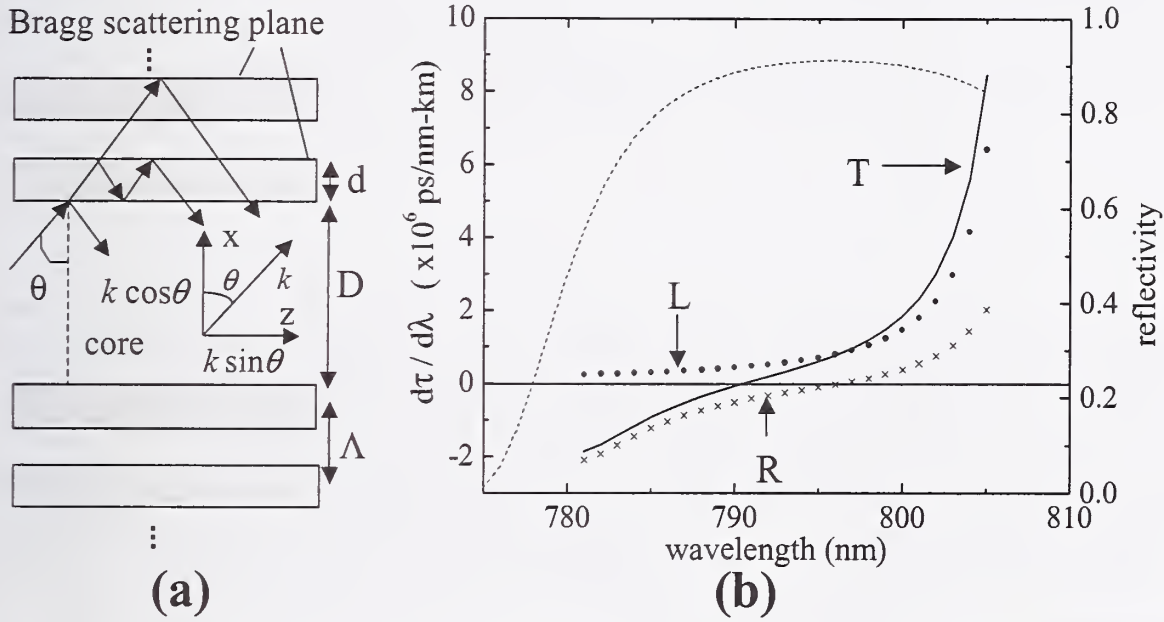 Bragg scattering plane
θ
d
D
Λ
x
k
θ
z
k cosθ
k sinθ
core
(a)
dτ / dλ ( x10⁶ ps/nm-km)
10
8
6
4
2
0
-2
1.0
0.8
0.6
0.4
0.2
0.0
reflectivity
T
L
R
780
790
800
810
wavelength (nm)
(b)